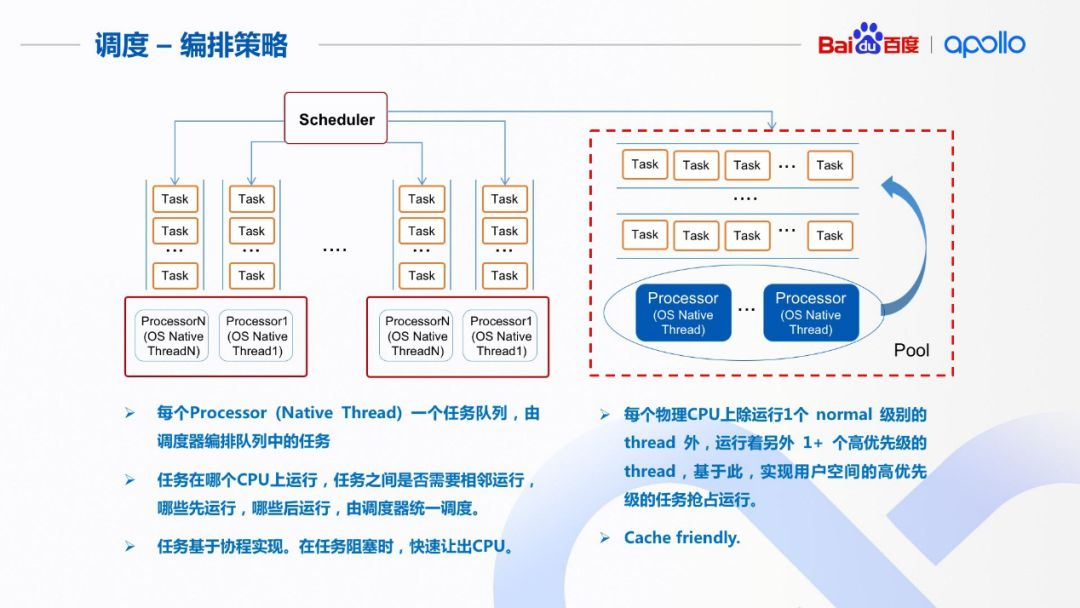 调度 – 编排策略
Baidu百度 | apollo
Scheduler
Task Task Task Task
Task Task Task Task
... ... .... ... ...
Task Task Task Task
ProcessorN
(OS Native
ThreadN)
Processor1
(OS Native
Thread1)
ProcessorN
(OS Native
ThreadN)
Processor1
(OS Native
Thread1)
Task Task Task ... Task
....
Task Task Task ... Task
Processor
(OS Native
Thread)
...
Processor
(OS Native
Thread)
Pool
➢ 每个Processor (Native Thread) 一个任务队列，由
调度器编排队列中的任务
➢ 任务在哪个CPU上运行，任务之间是否需要相邻运行，
哪些先运行，哪些后运行，由调度器统一调度。
➢ 任务基于协程实现。在任务阻塞时，快速让出CPU。
➢ 每个物理CPU上除运行1个 normal 级别的
thread 外，运行着另外 1+ 个高优先级的
thread，基于此，实现用户空间的高优先
级的任务抢占运行。
➢ Cache friendly.